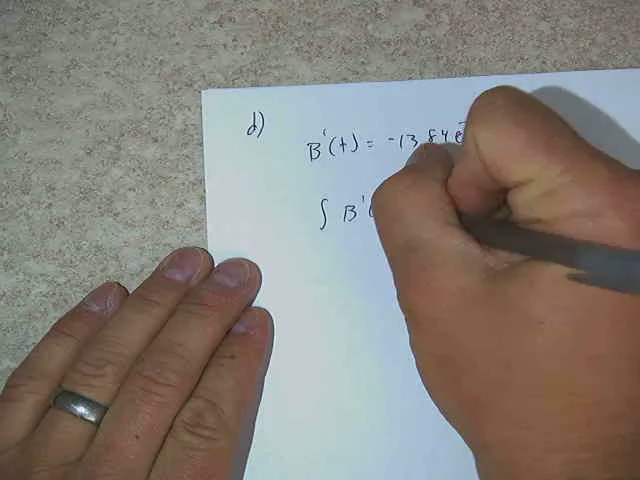 d)
B'(t) = -13.84e
∫ B'(